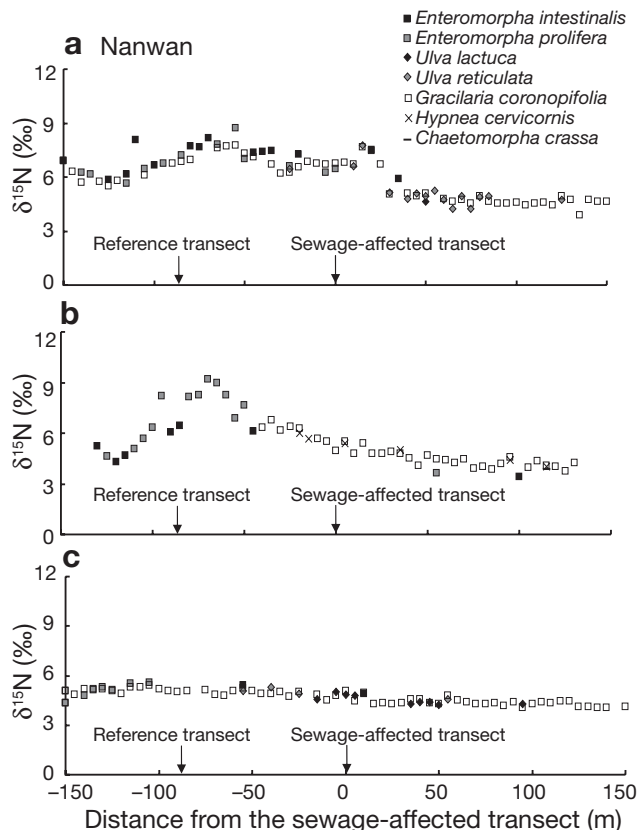 ■ Enteromorpha intestinalis
■ Enteromorpha prolifera
◆ Ulva lactuca
◆ Ulva reticulata
□ Gracilaria coronopifolia
× Hypnea cervicornis
– Chaetomorpha crassa
a Nanwan
12
9
6
3
0
δ15N (‰)
Reference transect Sewage-affected transect
b
12
9
6
3
0
δ15N (‰)
Reference transect Sewage-affected transect
c
12
9
6
3
0
δ15N (‰)
Reference transect Sewage-affected transect
–150 –100 –50 0 50 100 150
Distance from the sewage-affected transect (m)